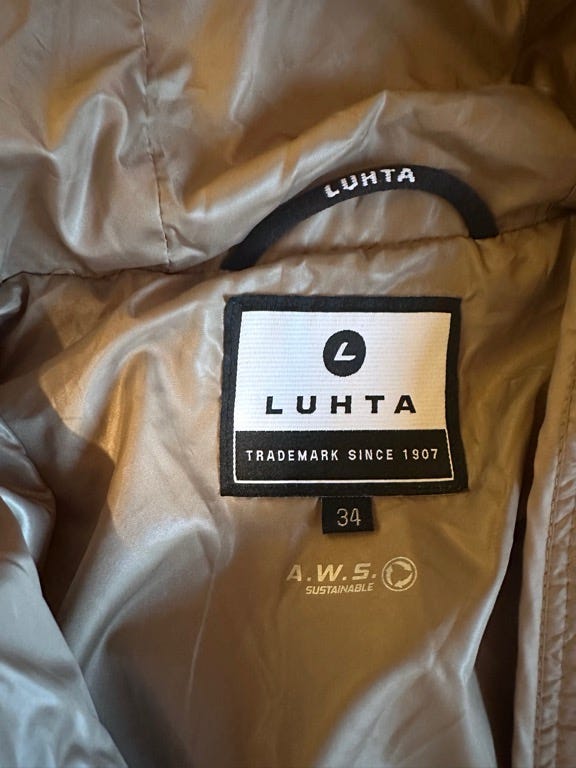 LUHTA
L
LUHTA
TRADEMARK SINCE 1907
34
A.W.S.
SUSTAINABLE